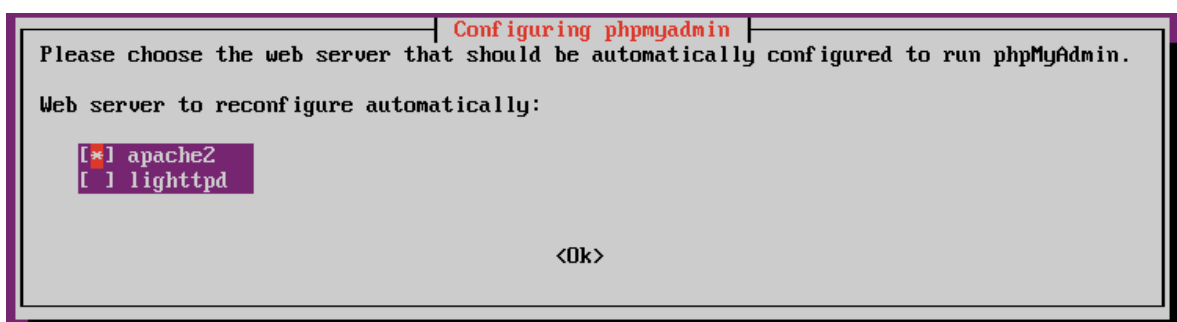 Configuring phpmyadmin
Please choose the web server that should be automatically configured to run phpMyAdmin.
Web server to reconfigure automatically:
[*] apache2
[ ] lighttpd
<Ok>